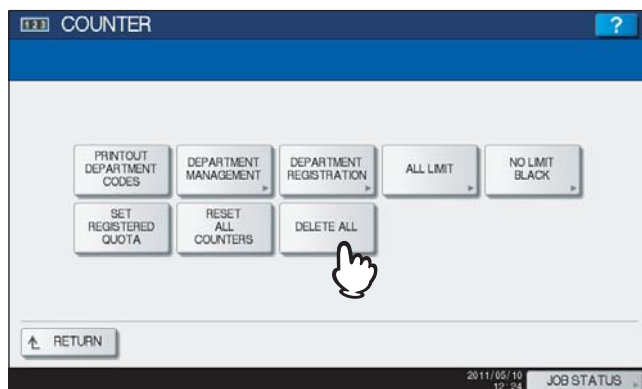 123 COUNTER
?
PRINTOUT
DEPARTMENT
CODES
DEPARTMENT
MANAGEMENT
DEPARTMENT
REGISTRATION
ALL LIMIT
NO LIMIT
BLACK
SET
REGISTERED
QUOTA
RESET
ALL
COUNTERS
DELETE ALL
RETURN
2011/05/10
12:24
JOB STATUS